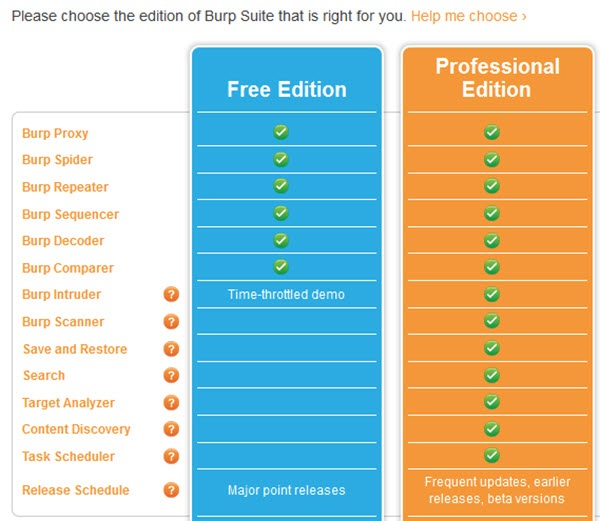 Please choose the edition of Burp Suite that is right for you. Help me choose ›
Free Edition
Professional
Edition
Burp Proxy
Burp Spider
Burp Repeater
Burp Sequencer
Burp Decoder
Burp Comparer
Burp Intruder ? Time-throttled demo
Burp Scanner ?
Save and Restore ?
Search ?
Target Analyzer ?
Content Discovery ?
Task Scheduler ?
Release Schedule ? Major point releases
Frequent updates, earlier
releases, beta versions